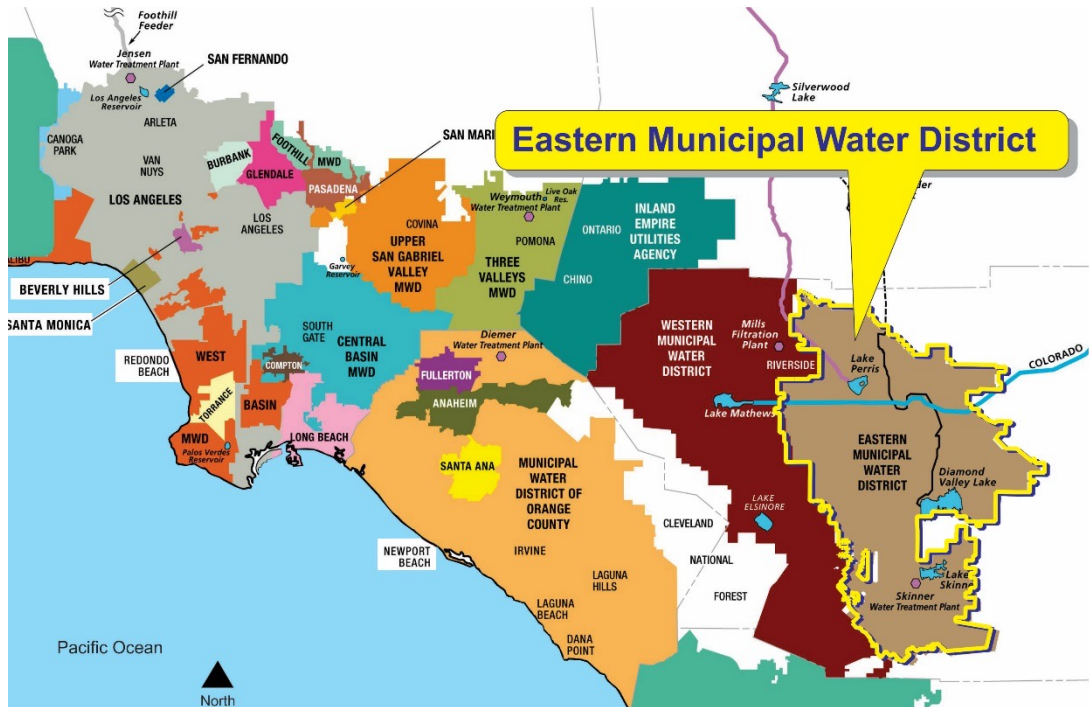 Foothill
Feeder
Jensen
Water Treatment Plant
SAN FERNANDO
Los Angeles
Reservoir
ARLETA
CANOGA
PARK
VAN
NUYS
BURBANK
GLENDALE
FOOTHILL
MWD
PASADENA
SAN MARI
LOS ANGELES
LOS
ANGELES
Silverwood
Lake
Eastern Municipal Water District
Weymouth
Water Treatment Plant
Live Oak
Res.
COVINA
UPPER
SAN GABRIEL
VALLEY
MWD
Garvey
Reservoir
POMONA
THREE
VALLEYS
MWD
ONTARIO
INLAND
EMPIRE
UTILITIES
AGENCY
CHINO
LIBU
BEVERLY HILLS
SANTA MONICA
REDONDO
BEACH
WEST
BASIN
MWD
TORRANCE
Palos Verdes
Reservoir
SOUTH
GATE
COMPTON
CENTRAL
BASIN
MWD
LONG BEACH
Diemer
Water Treatment Plant
FULLERTON
ANAHEIM
SANTA ANA
MUNICIPAL
WATER
DISTRICT OF
ORANGE
COUNTY
NEWPORT
BEACH
IRVINE
LAGUNA
HILLS
LAGUNA
BEACH
DANA
POINT
WESTERN
MUNICIPAL
WATER
DISTRICT
Mills
Filtration
Plant
RIVERSIDE
Lake
Perris
COLORADO
Lake Mathews
EASTERN
MUNICIPAL
WATER
DISTRICT
Diamond
Valley Lake
LAKE
ELSINORE
CLEVELAND
NATIONAL
FOREST
Lake
Skinne
Skinner
Water Treatment Plant
Pacific Ocean
North